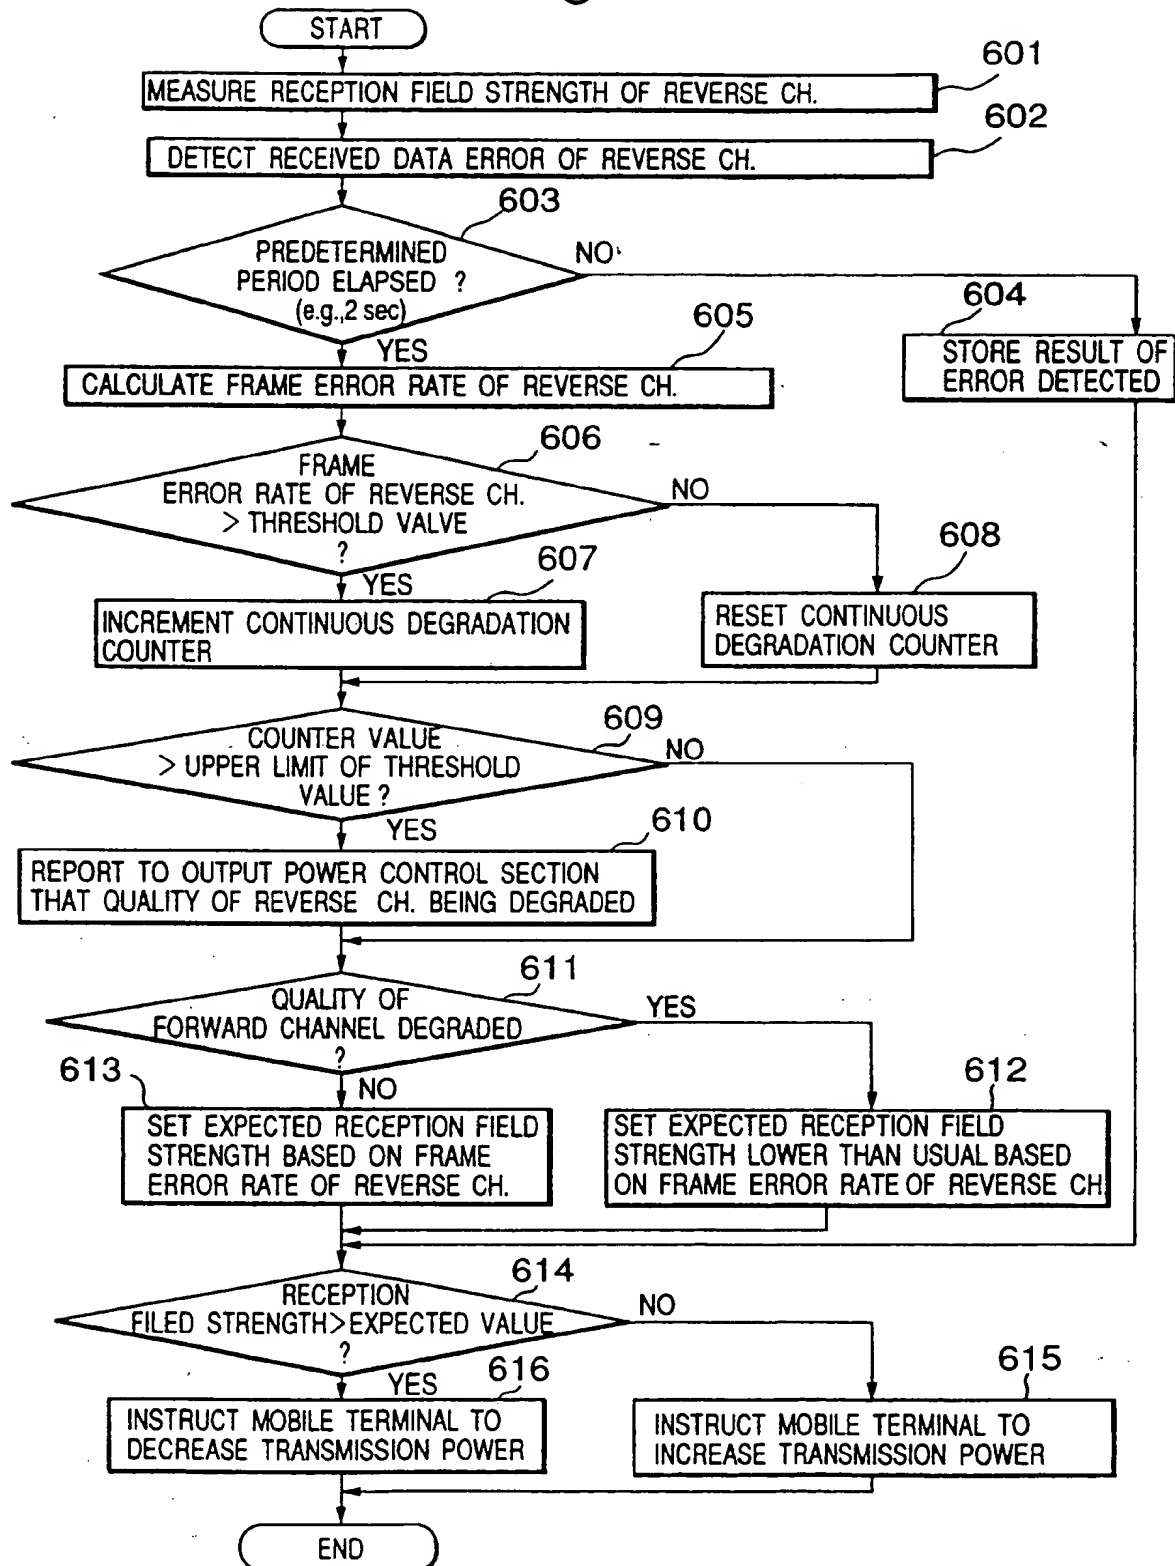 START
601
MEASURE RECEPTION FIELD STRENGTH OF REVERSE CH.
602
DETECT RECEIVED DATA ERROR OF REVERSE CH.
603
PREDETERMINED
PERIOD ELAPSED ?
(e.g.,2 sec)
NO
YES
604
STORE RESULT OF
ERROR DETECTED
605
CALCULATE FRAME ERROR RATE OF REVERSE CH.
606
FRAME
ERROR RATE OF REVERSE CH.
> THRESHOLD VALVE
?
NO
YES
607
INCREMENT CONTINUOUS DEGRADATION
COUNTER
608
RESET CONTINUOUS
DEGRADATION COUNTER
609
COUNTER VALUE
> UPPER LIMIT OF THRESHOLD
VALUE ?
NO
YES
610
REPORT TO OUTPUT POWER CONTROL SECTION
THAT QUALITY OF REVERSE CH. BEING DEGRADED
611
QUALITY OF
FORWARD CHANNEL DEGRADED
?
YES
NO
613
SET EXPECTED RECEPTION FIELD
STRENGTH BASED ON FRAME
ERROR RATE OF REVERSE CH.
612
SET EXPECTED RECEPTION FIELD
STRENGTH LOWER THAN USUAL BASED
ON FRAME ERROR RATE OF REVERSE CH
614
RECEPTION
FILED STRENGTH>EXPECTED VALUE
?
NO
YES
616
INSTRUCT MOBILE TERMINAL TO
DECREASE TRANSMISSION POWER
615
INSTRUCT MOBILE TERMINAL TO
INCREASE TRANSMISSION POWER
END